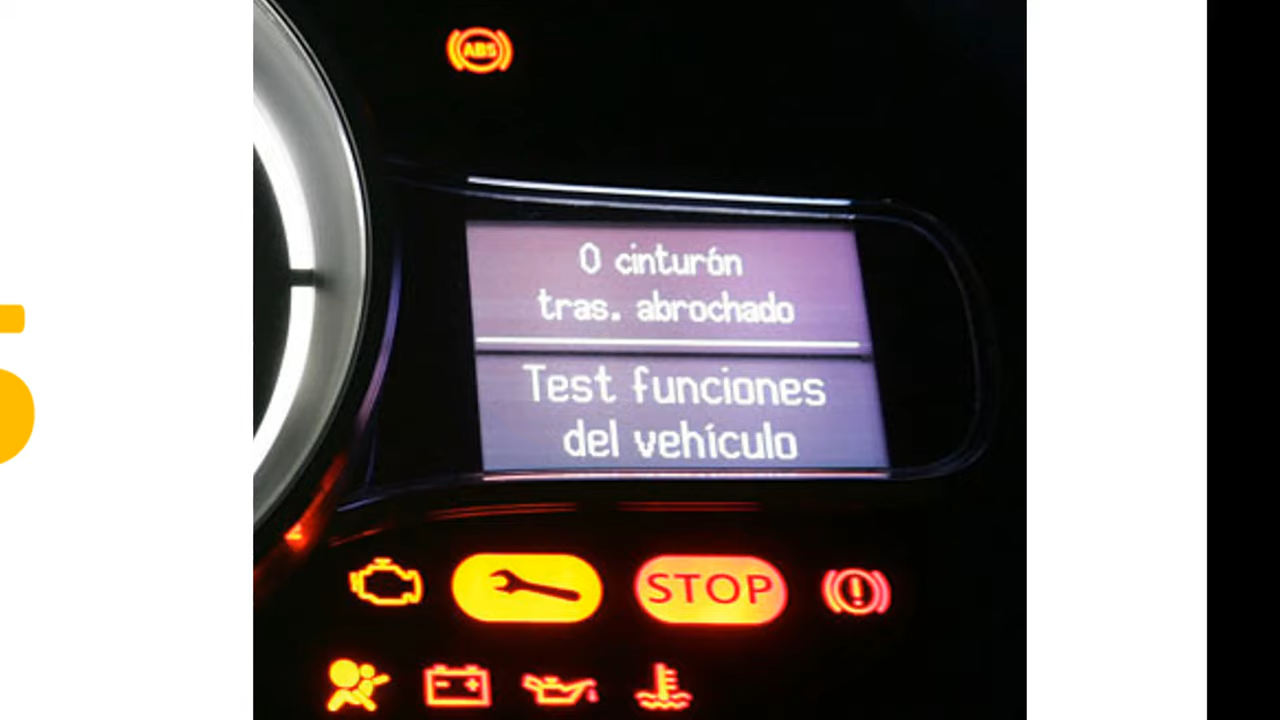 ABS
0 cinturón
tras. abrochado
Test funciones
del vehículo
STOP